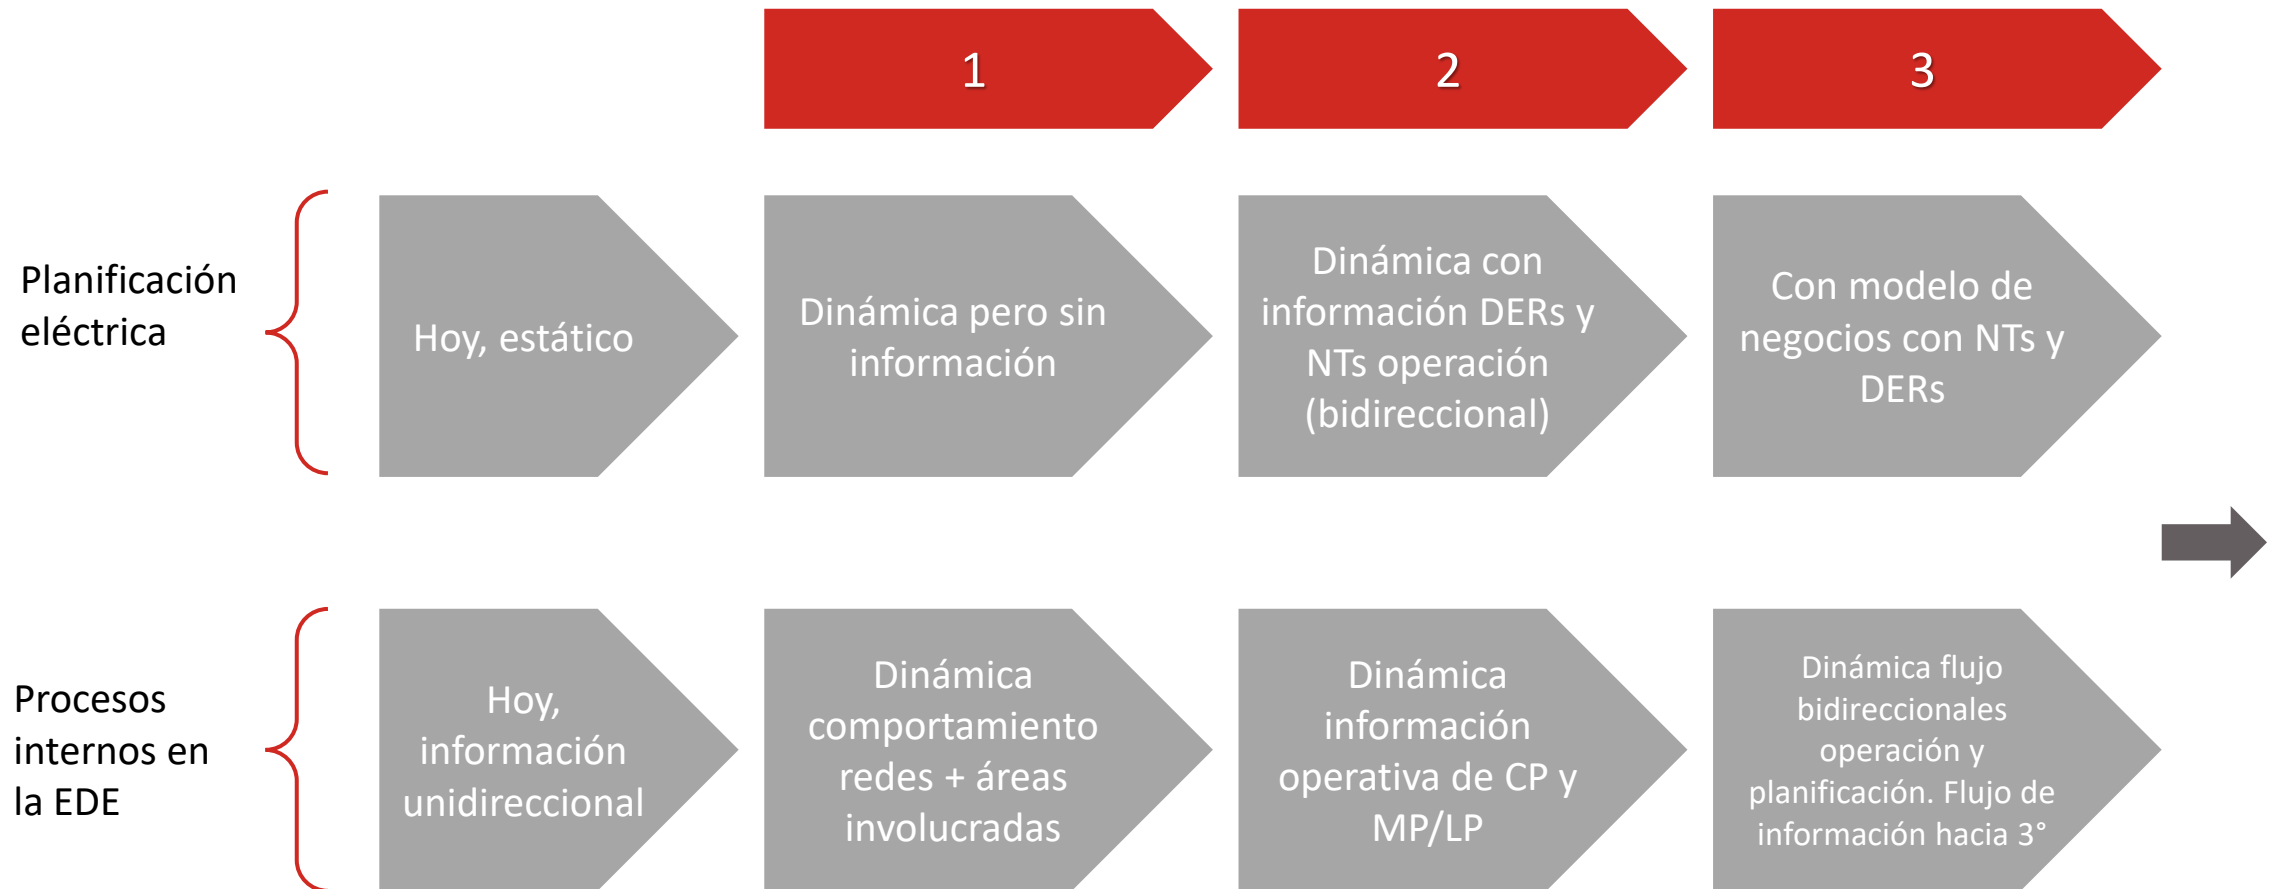 1
2
3
Planificación
eléctrica
Hoy, estático
Dinámica pero sin
información
Dinámica con
información DERs y
NTs operación
(bidireccional)
Con modelo de
negocios con NTs y
DERs
Procesos
internos en
la EDE
Hoy,
información
unidireccional
Dinámica
comportamiento
redes + áreas
involucradas
Dinámica
información
operativa de CP y
MP/LP
Dinámica flujo
bidireccionales
operación y
planificación. Flujo de
información hacia 3°